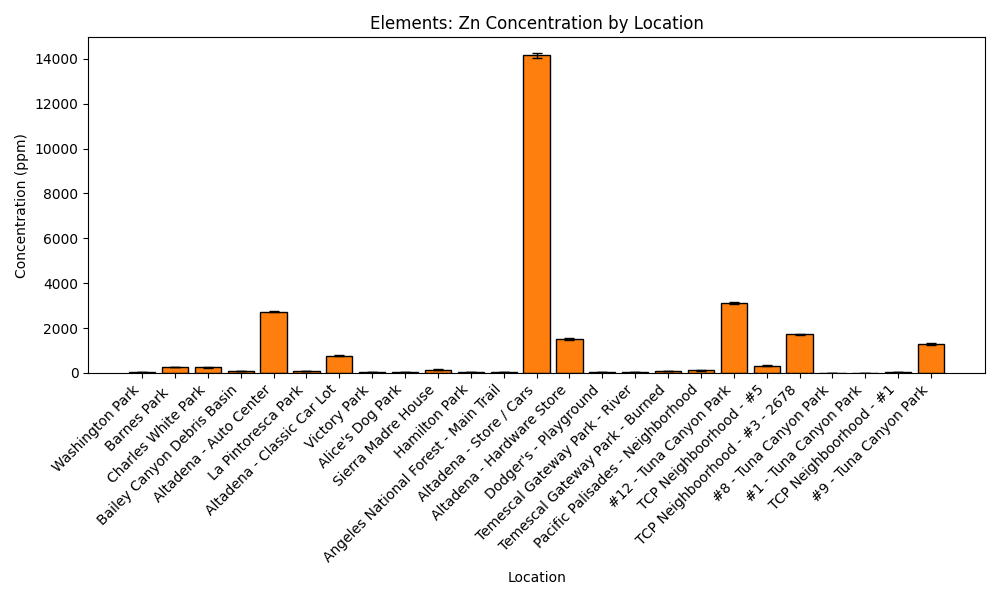 Elements: Zn Concentration by Location
Concentration (ppm)
14000
12000
10000
8000
6000
4000
2000
0
Washington Park
Barnes Park
Charles White Park
Bailey Canyon Debris Basin
Altadena - Auto Center
La Pintoresca Park
Altadena - Classic Car Lot
Victory Park
Alice's Dog Park
Sierra Madre House
Hamilton Park
Angeles National Forest - Main Trail
Altadena - Store / Cars
Altadena - Hardware Store
Dodger's - Playground
Temescal Gateway Park - River
Temescal Gateway Park - Burned
Pacific Palisades - Neighborhood
#12 - Tuna Canyon Park
TCP Neighborhood - #5
TCP Neighborhood - #3 - 2678
#8 - Tuna Canyon Park
#1 - Tuna Canyon Park
TCP Neighborhood - #1
#9 - Tuna Canyon Park
Location